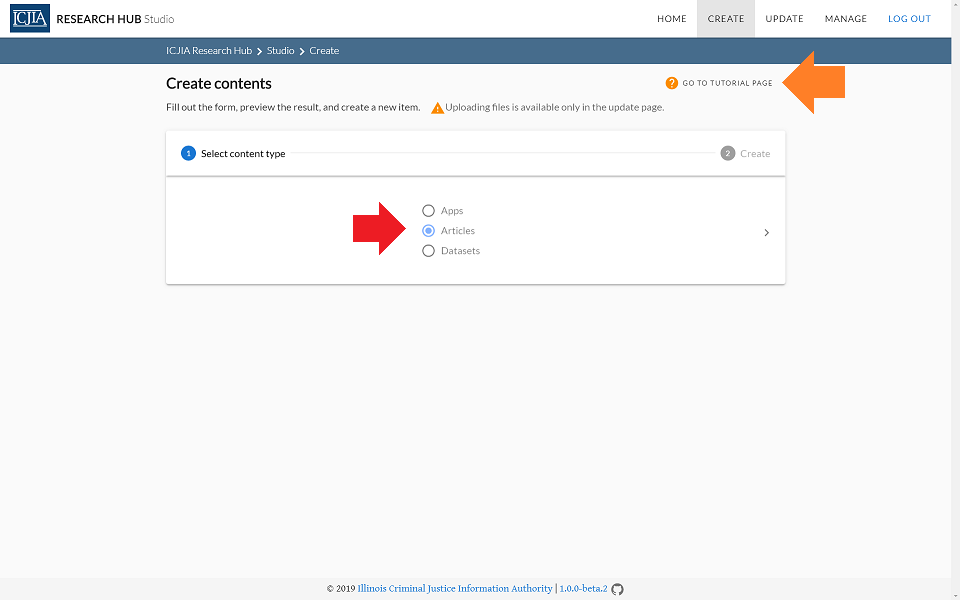 ICJIA RESEARCH HUB Studio HOME CREATE UPDATE MANAGE LOG OUT
ICJIA Research Hub Studio Create
Create contents ? GO TO TUTORIAL PAGE
Fill out the form, preview the result, and create a new item. Uploading files is available only in the update page.
1 Select content type 2 Create
Apps
Articles
Datasets
© 2019 Illinois Criminal Justice Information Authority | 1.0.0-beta.2